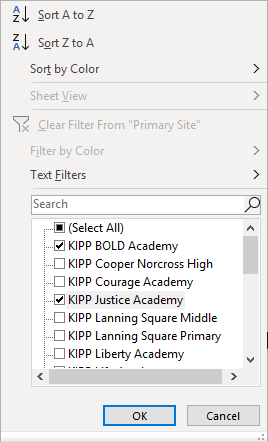 Sort A to Z
Sort Z to A
Sort by Color
Sheet View
Clear Filter From "Primary Site"
Filter by Color
Text Filters
Search
(Select All)
KIPP BOLD Academy
KIPP Cooper Norcross High
KIPP Courage Academy
KIPP Justice Academy
KIPP Lanning Square Middle
KIPP Lanning Square Primary
KIPP Liberty Academy
OK
Cancel